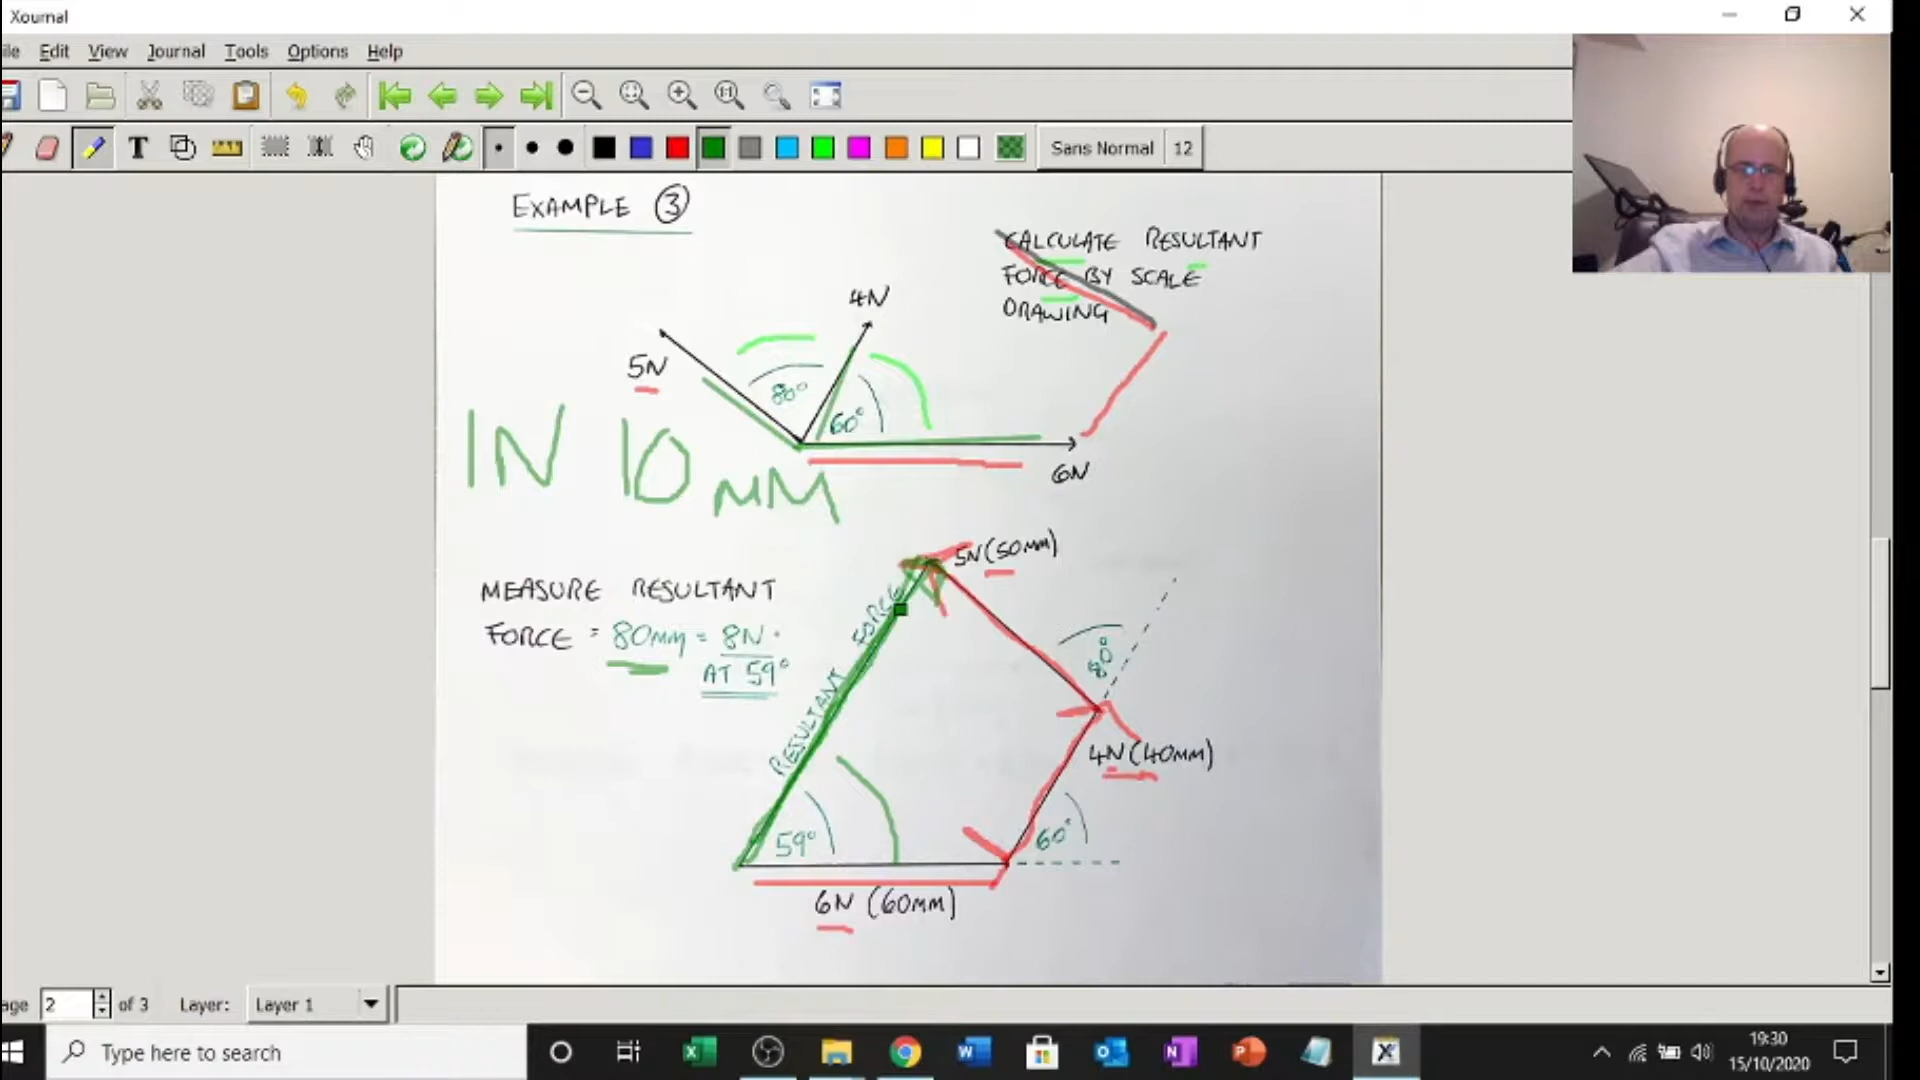 Xournal
ile Edit View Journal Tools Options Help
Sans Normal 12
EXAMPLE 3
CALCULATE RESULTANT
FORCE BY SCALE
DRAWING
4N
5N
80°
60°
6N
1N 10MM
5N (50MM)
MEASURE RESULTANT
FORCE = 80MM = 8N.
AT 59°
RESULTANT FORCE
80°
4N (40MM)
59°
60°
6N (60MM)
age 2 of 3 Layer: Layer 1
Type here to search
19:30
15/10/2020